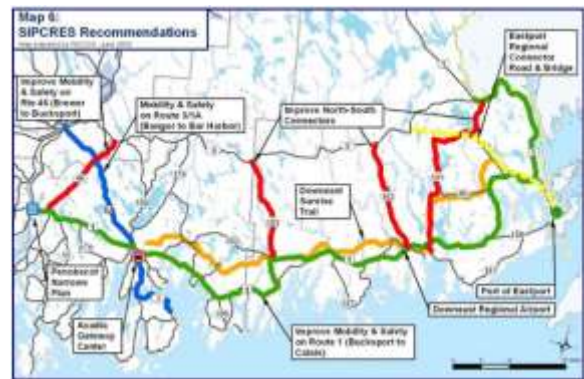 Map 6:
SIPCRES Recommendations
Eastport
Regional
Connector
Road & Bridge
Improve Mobility
& Safety on
Rte 46 (Brewer
to Bucksport)
Mobility & Safety
on Route 3/1A
(Bangor to Bar Harbor)
Improve North-South
Connectors
Downeast
Sunrise
Trail
Penobscot
Narrows
Plan
Acadia
Gateway
Center
Port of Eastport
Downeast Regional Airport
Improve Mobility & Safety
on Route 1 (Bucksport to
Calais)